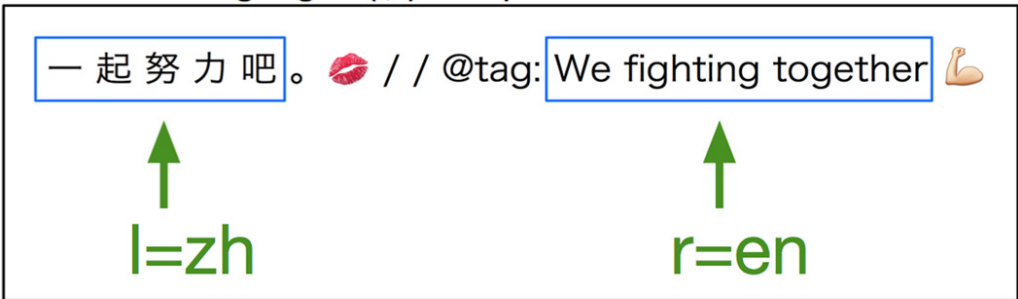 一 起 努 力 吧 。 💋 / / @tag: We fighting together 💪
l=zh r=en